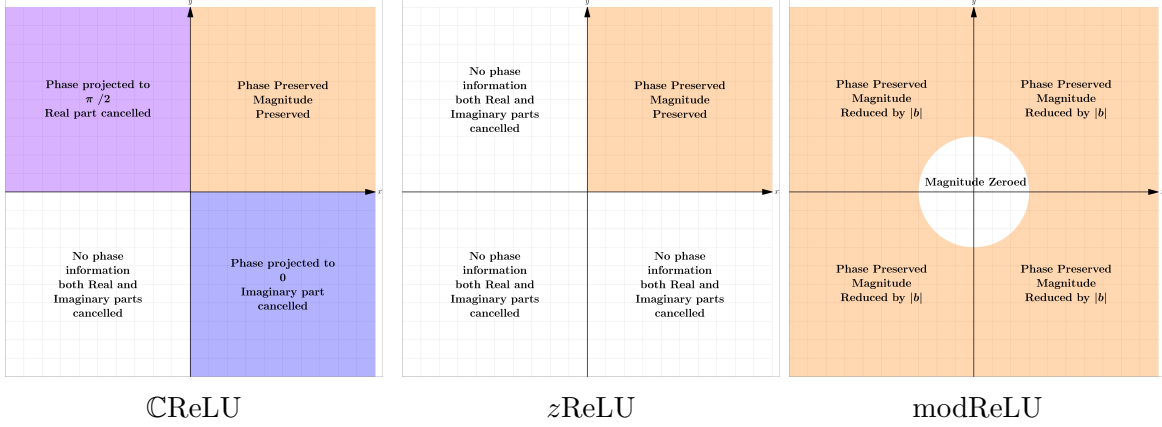 y
y
y
Phase projected to
π /2
Real part cancelled
Phase Preserved
Magnitude
Preserved
x
No phase
information
both Real and
Imaginary parts
cancelled
Phase projected to
0
Imaginary part
cancelled
ℂReLU
No phase
information
both Real and
Imaginary parts
cancelled
Phase Preserved
Magnitude
Preserved
x
No phase
information
both Real and
Imaginary parts
cancelled
No phase
information
both Real and
Imaginary parts
cancelled
zReLU
Phase Preserved
Magnitude
Reduced by |b|
Phase Preserved
Magnitude
Reduced by |b|
Magnitude Zeroed
Phase Preserved
Magnitude
Reduced by |b|
Phase Preserved
Magnitude
Reduced by |b|
modReLU